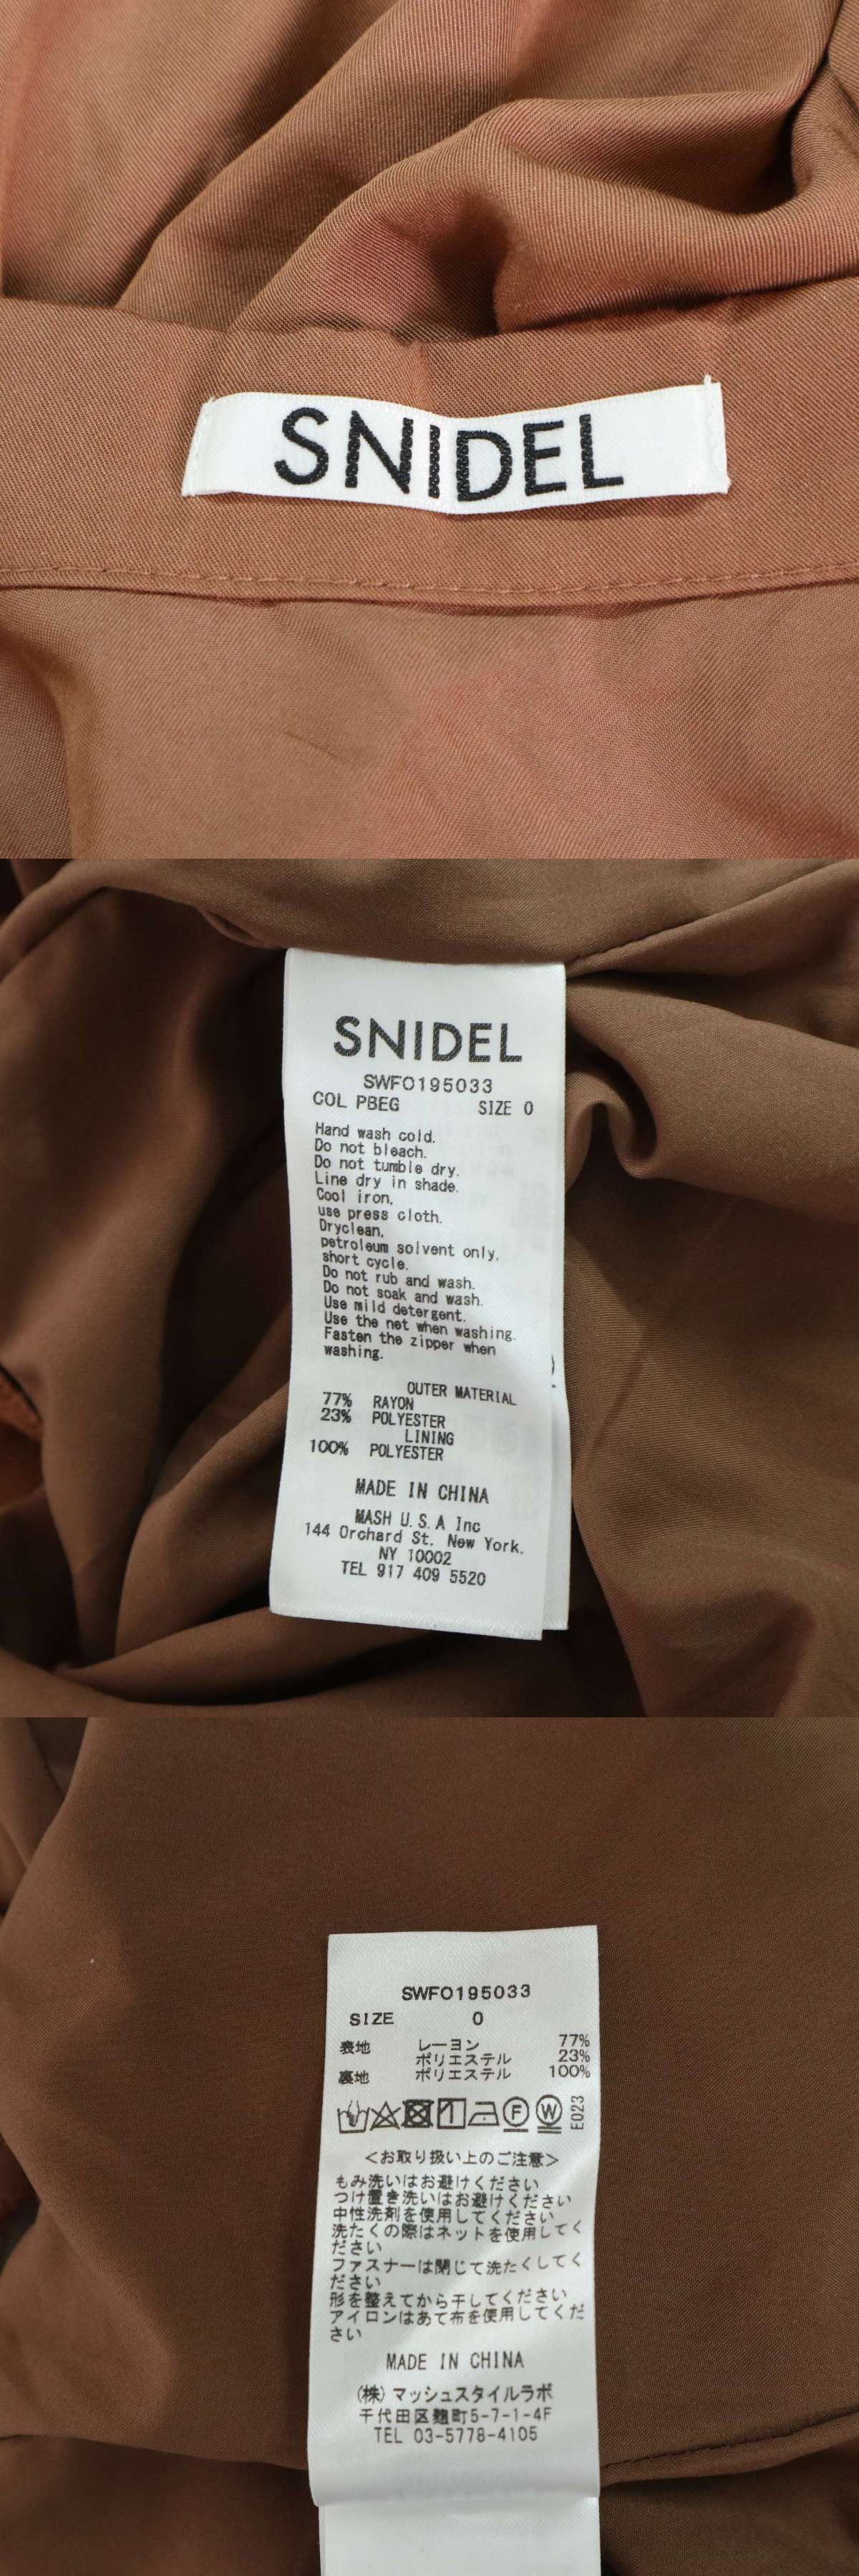 SNIDEL
SNIDEL
SWFO195033
COL PBEG SIZE 0
Hand wash cold.
Do not bleach.
Do not tumble dry.
Line dry in shade.
Cool iron.
use press cloth.
Dryclean.
petroleum solvent only.
short cycle.
Do not rub and wash.
Do not soak and wash.
Use mild detergent.
Use the net when washing.
Fasten the zipper when
washing.
OUTER MATERIAL
77% RAYON
23% POLYESTER
LINING
100% POLYESTER
MADE IN CHINA
MASH U.S.A Inc
144 Orchard St. New York.
NY 10002
TEL 917 409 5520
SWFO195033
SIZE 0
表地 レーヨン 77%
ポリエステル 23%
裏地 ポリエステル 100%
F W E023
<お取り扱い上のご注意>
もみ洗いはお避けください
つけ置き洗いはお避けください
中性洗剤を使用してください
洗たくの際はネットを使用してく
ださい
ファスナーは閉じて洗たくしてく
ださい
形を整えてから干してください
アイロンはあて布を使用してくだ
さい
MADE IN CHINA
(株)マッシュスタイルラボ
千代田区麹町5-7-1-4F
TEL 03-5778-4105